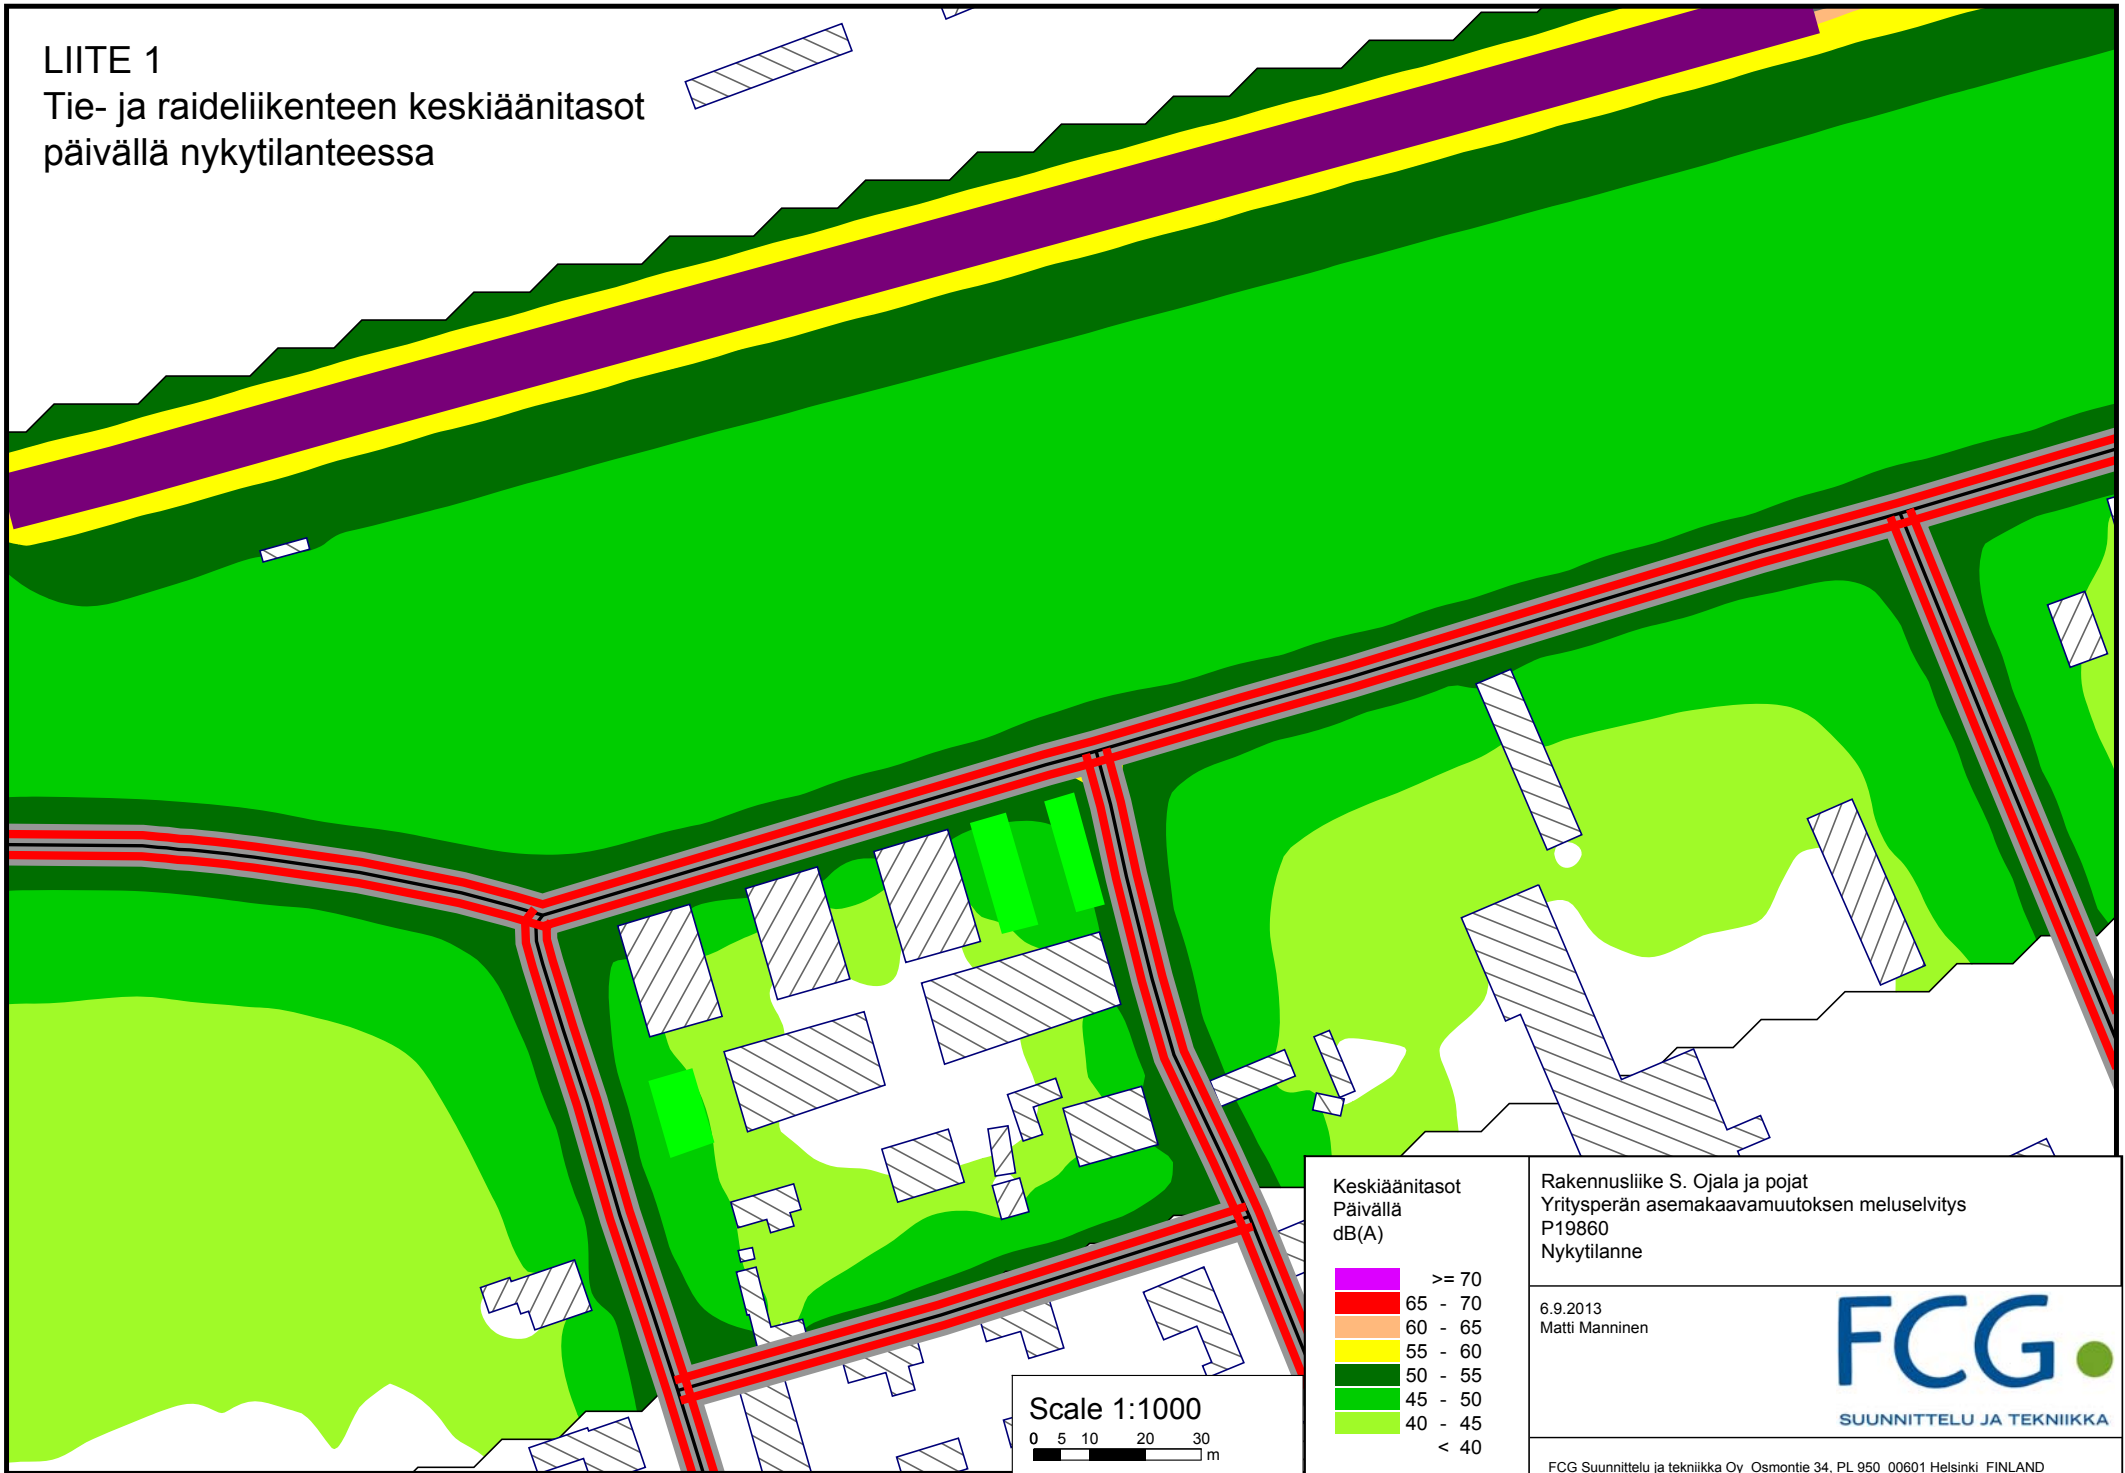 LIITE 1
Tie- ja raideliikenteen keskiäänitasot
päivällä nykytilanteessa
Keskiäänitasot
Päivällä
dB(A)
>= 70
65 - 70
60 - 65
55 - 60
50 - 55
45 - 50
40 - 45
< 40
Scale 1:1000
0 5 10 20 30
m
Rakennusliike S. Ojala ja pojat
Yritysperän asemakaavamuutoksen meluselvitys
P19860
Nykytilanne
6.9.2013
Matti Manninen
FCG
SUUNNITTELU JA TEKNIIKKA
FCG Suunnittelu ja tekniikka Oy Osmontie 34, PL 950 00601 Helsinki FINLAND